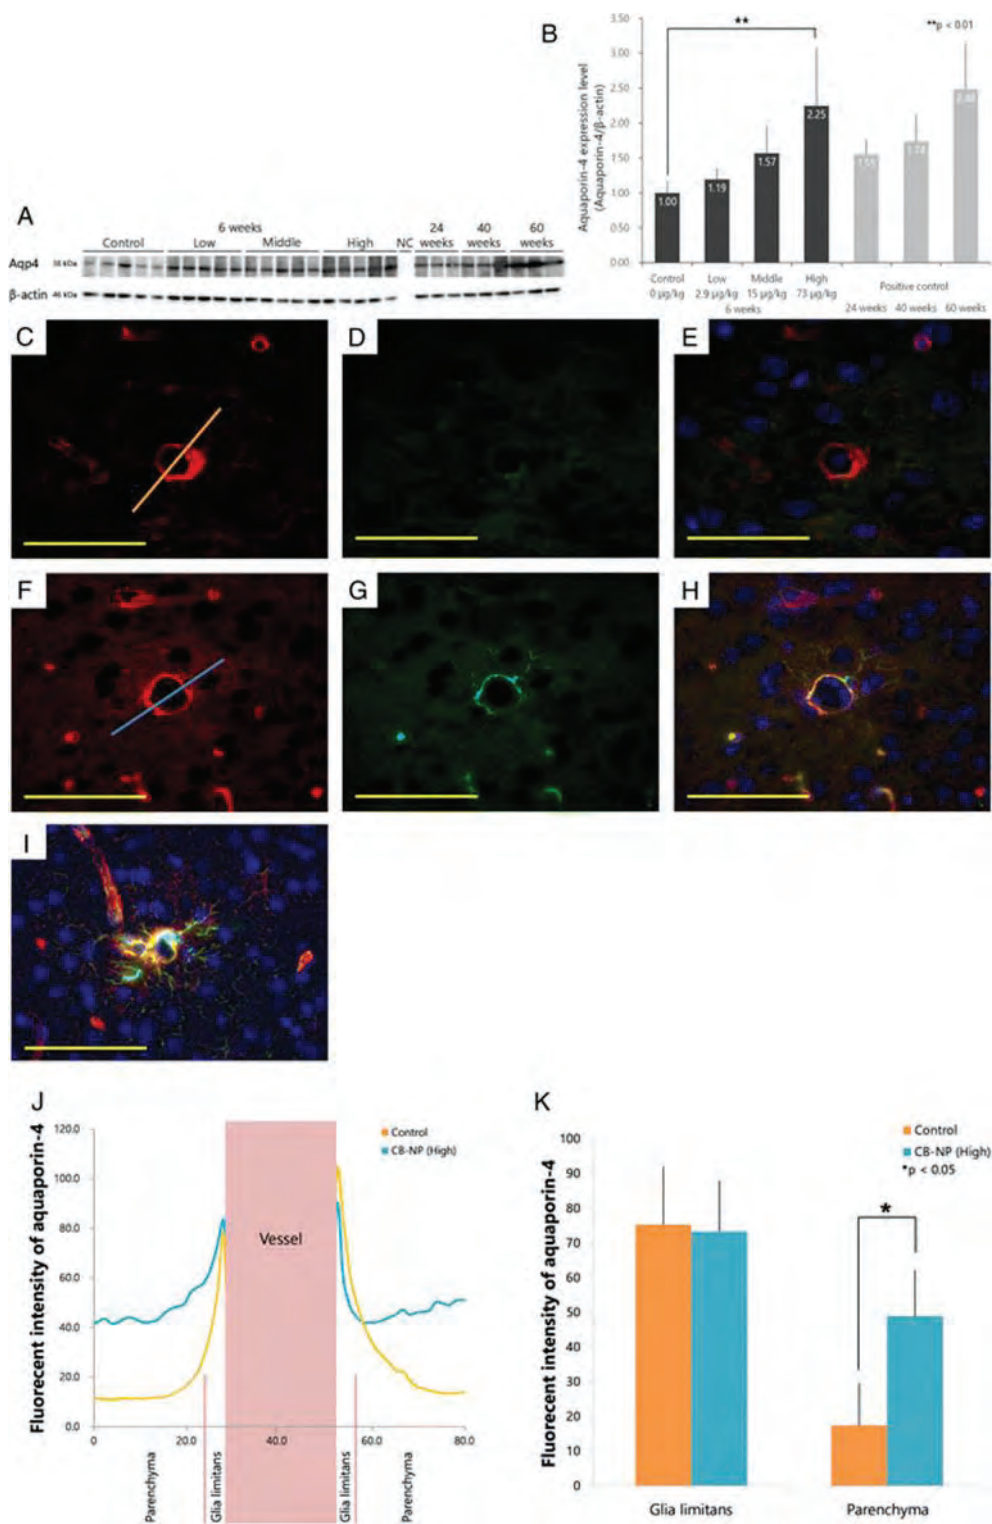 A
6 weeks
24 40 60
Control Low Middle High NC weeks weeks weeks
Aqp4
β-actin 46 kDa
B
Aquaporin-4 expression level
(Aquaporin-4/β-actin)
3.50
3.00
2.50
2.00
1.50
1.00
0.50
0.00
**
**p < 0.01
1.00
1.19
1.57
2.25
1.74
Control Low Middle High
0 μg/kg 2.9 μg/kg 15 μg/kg 73 μg/kg
6 weeks
Positive control
24 weeks 40 weeks 60 weeks
C
D
E
F
G
H
I
J
Fluorecent intensity of aquaporin-4
120.0
100.0
80.0
60.0
40.0
20.0
0.0
Control
CB-NP (High)
Vessel
0 20.0 40.0 60.0 80.0
Parenchyma
Glia limitans
Glia limitans
Parenchyma
K
Fluorecent intensity of aquaporin-4
100
90
80
70
60
50
40
30
20
10
0
Control
CB-NP (High)
*p < 0.05
*
Glia limitans
Parenchyma